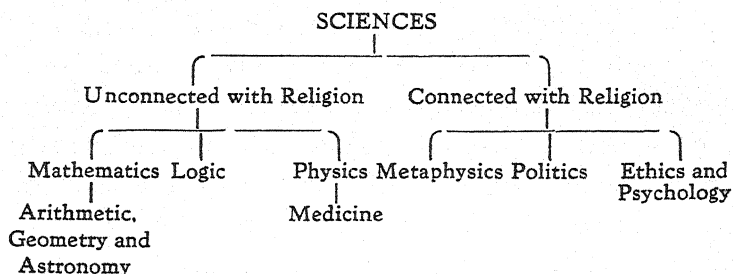 SCIENCES
Unconnected with Religion Connected with Religion
Mathematics Logic Physics Metaphysics Politics Ethics and
Psychology
Arithmetic, Medicine
Geometry and
Astronomy